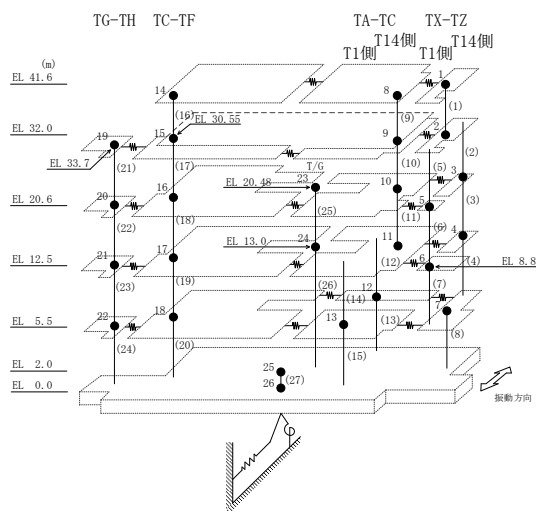 TG-TH TC-TF TA-TC TX-TZ
T1側 T14側 T1側 T14側
(m)
EL 41.6
14 8 1
(16) (9) (1)
EL 30.55
EL 32.0
19 15 9 2
EL 33.7
(21) (17) (10) (2)
T/G
23 (5) 3
EL 20.6
20 16 EL 20.48 10 5 (3)
(22) (18) (25) (11)
24 11 (6) 4
EL 13.0
EL 12.5
21 17 (12) 6 (4) EL 8.8
(23) (19) (26) (14) 12 (7)
EL 5.5
22 18 13 (13) 7
(24) (20) (15) (8)
EL 2.0
25
EL 0.0
26 (27)
振動方向